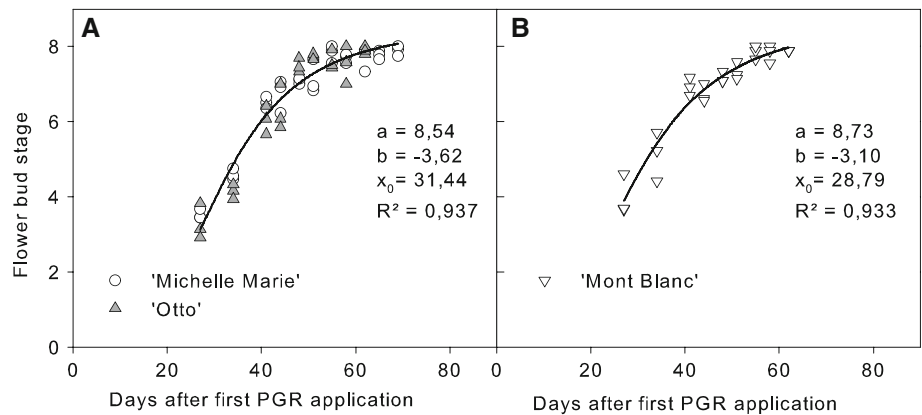 A
B
Flower bud stage
8
6
4
2
0
a = 8,54
b = -3,62
x0= 31,44
R² = 0,937
'Michelle Marie'
'Otto'
0 20 40 60 80
Days after first PGR application
a = 8,73
b = -3,10
x0= 28,79
R² = 0,933
'Mont Blanc'
0 20 40 60 80
Days after first PGR application